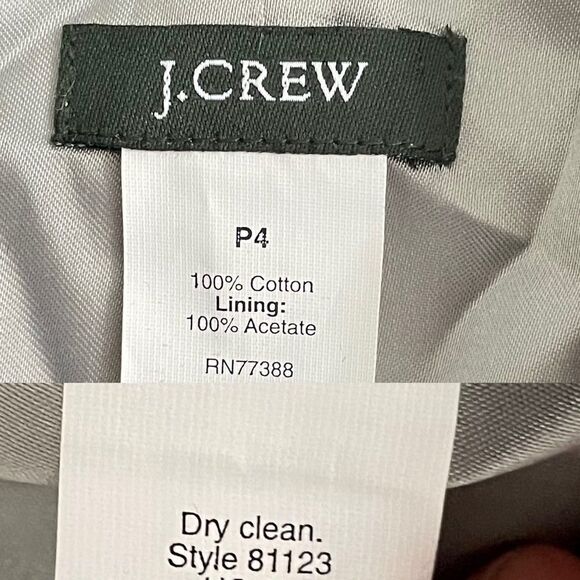 J.CREW
P4
100% Cotton
Lining:
100% Acetate
RN77388
Dry clean.
Style 81123